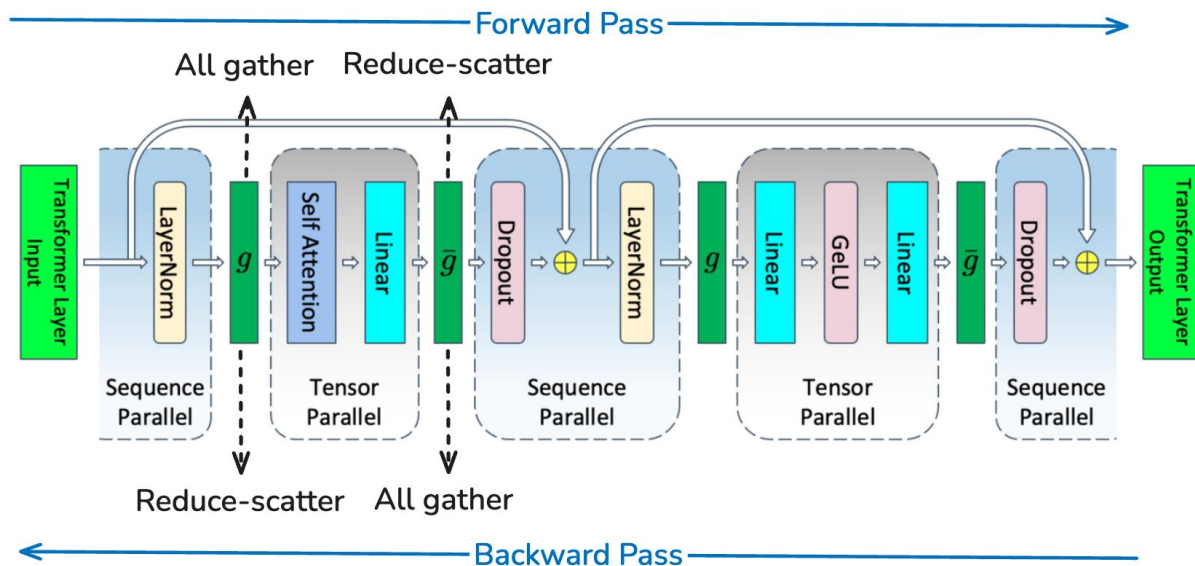 Forward Pass
All gather
Reduce-scatter
Transformer Layer
Input
LayerNorm
g
Self Attention
Linear
ḡ
Dropout
LayerNorm
g
Linear
GeLU
Linear
ḡ
Dropout
Transformer Layer
Output
Sequence
Parallel
Tensor
Parallel
Sequence
Parallel
Tensor
Parallel
Sequence
Parallel
Reduce-scatter
All gather
Backward Pass